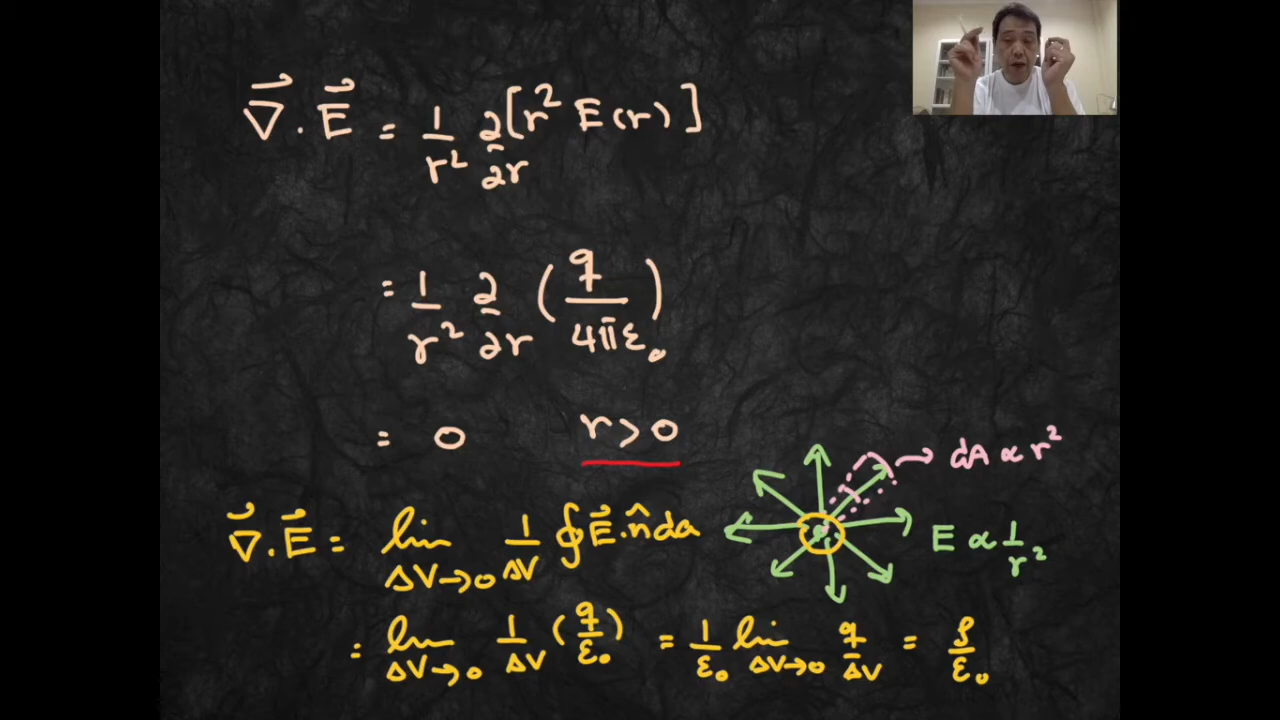 ∇⃗ · E⃗ = 1/r² ∂/∂r [r² E(r)]
= 1/r² ∂/∂r (q/4πε₀)
= 0 r > 0
dA ∝ r²
E ∝ 1/r²
∇⃗ · E⃗ = lim ΔV→0 1/ΔV ∮ E⃗ · n̂ da
= lim ΔV→0 1/ΔV (q/ε₀) = 1/ε₀ lim ΔV→0 q/ΔV = ρ/ε₀